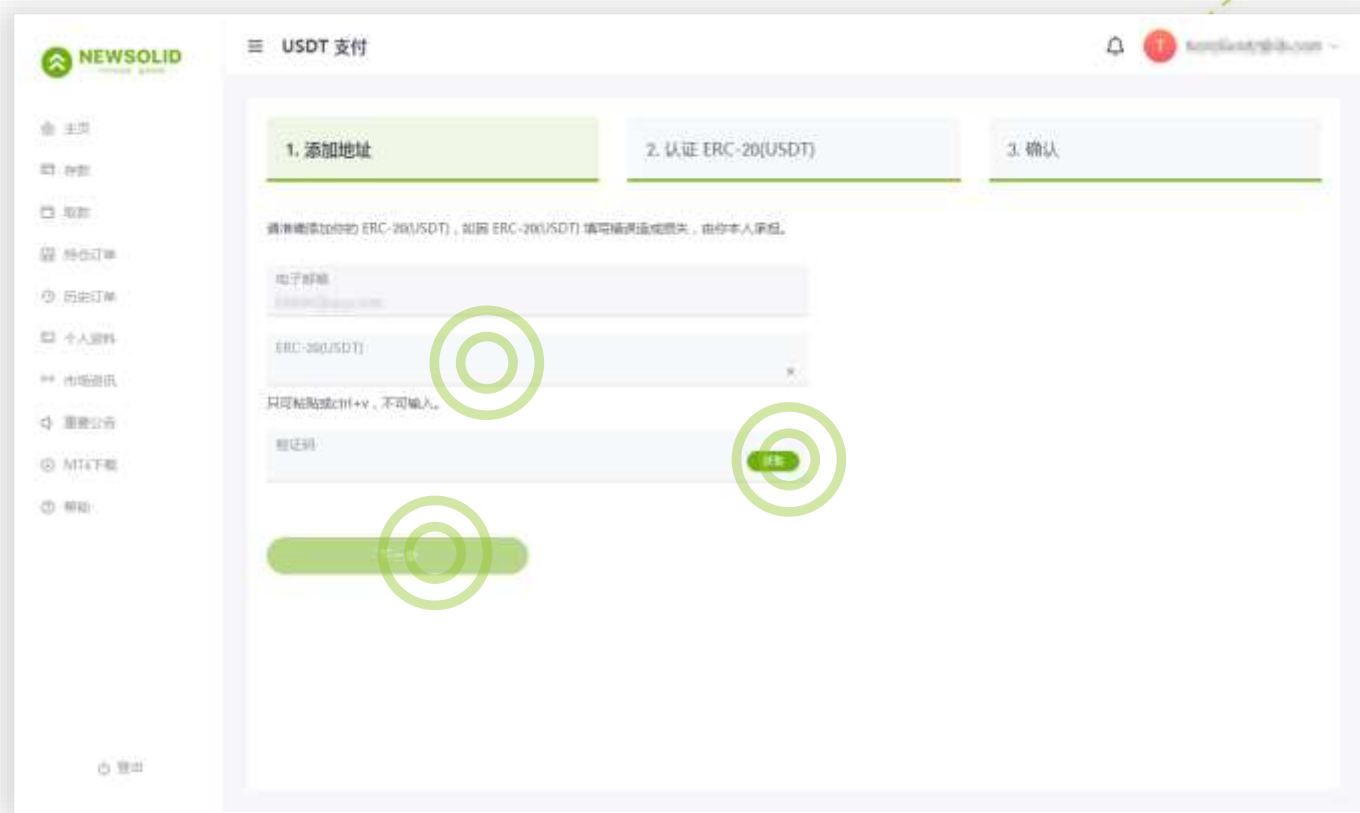 NEWSOLID
USDT 支付
主页
存款
取款
持仓订单
历史订单
个人资料
市场资讯
重要公告
MT4下载
帮助
登出
1. 添加地址
2. 认证 ERC-20(USDT)
3. 确认
请准确添加你的 ERC-20(USDT)，如因 ERC-20(USDT) 填写错误造成损失，由你本人承担。
电子邮箱
ERC-20(USDT)
只可粘贴或ctrl+v，不可输入。
验证码
获取